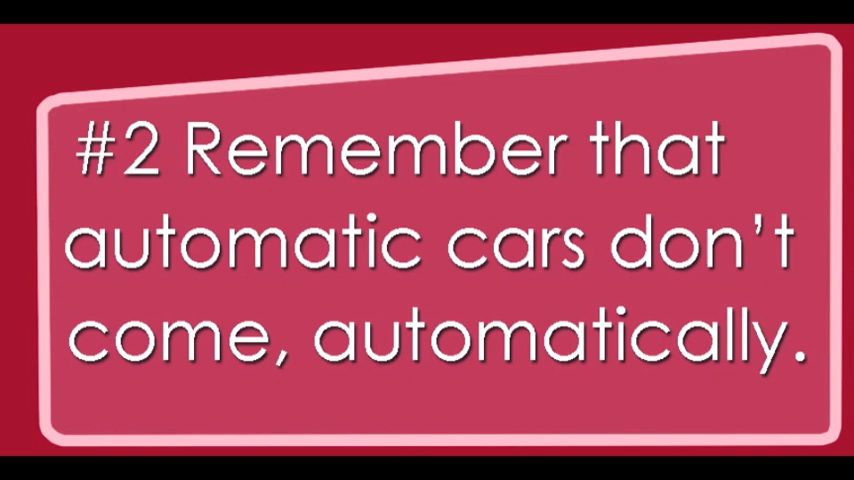 #2 Remember that
automatic cars don’t
come, automatically.